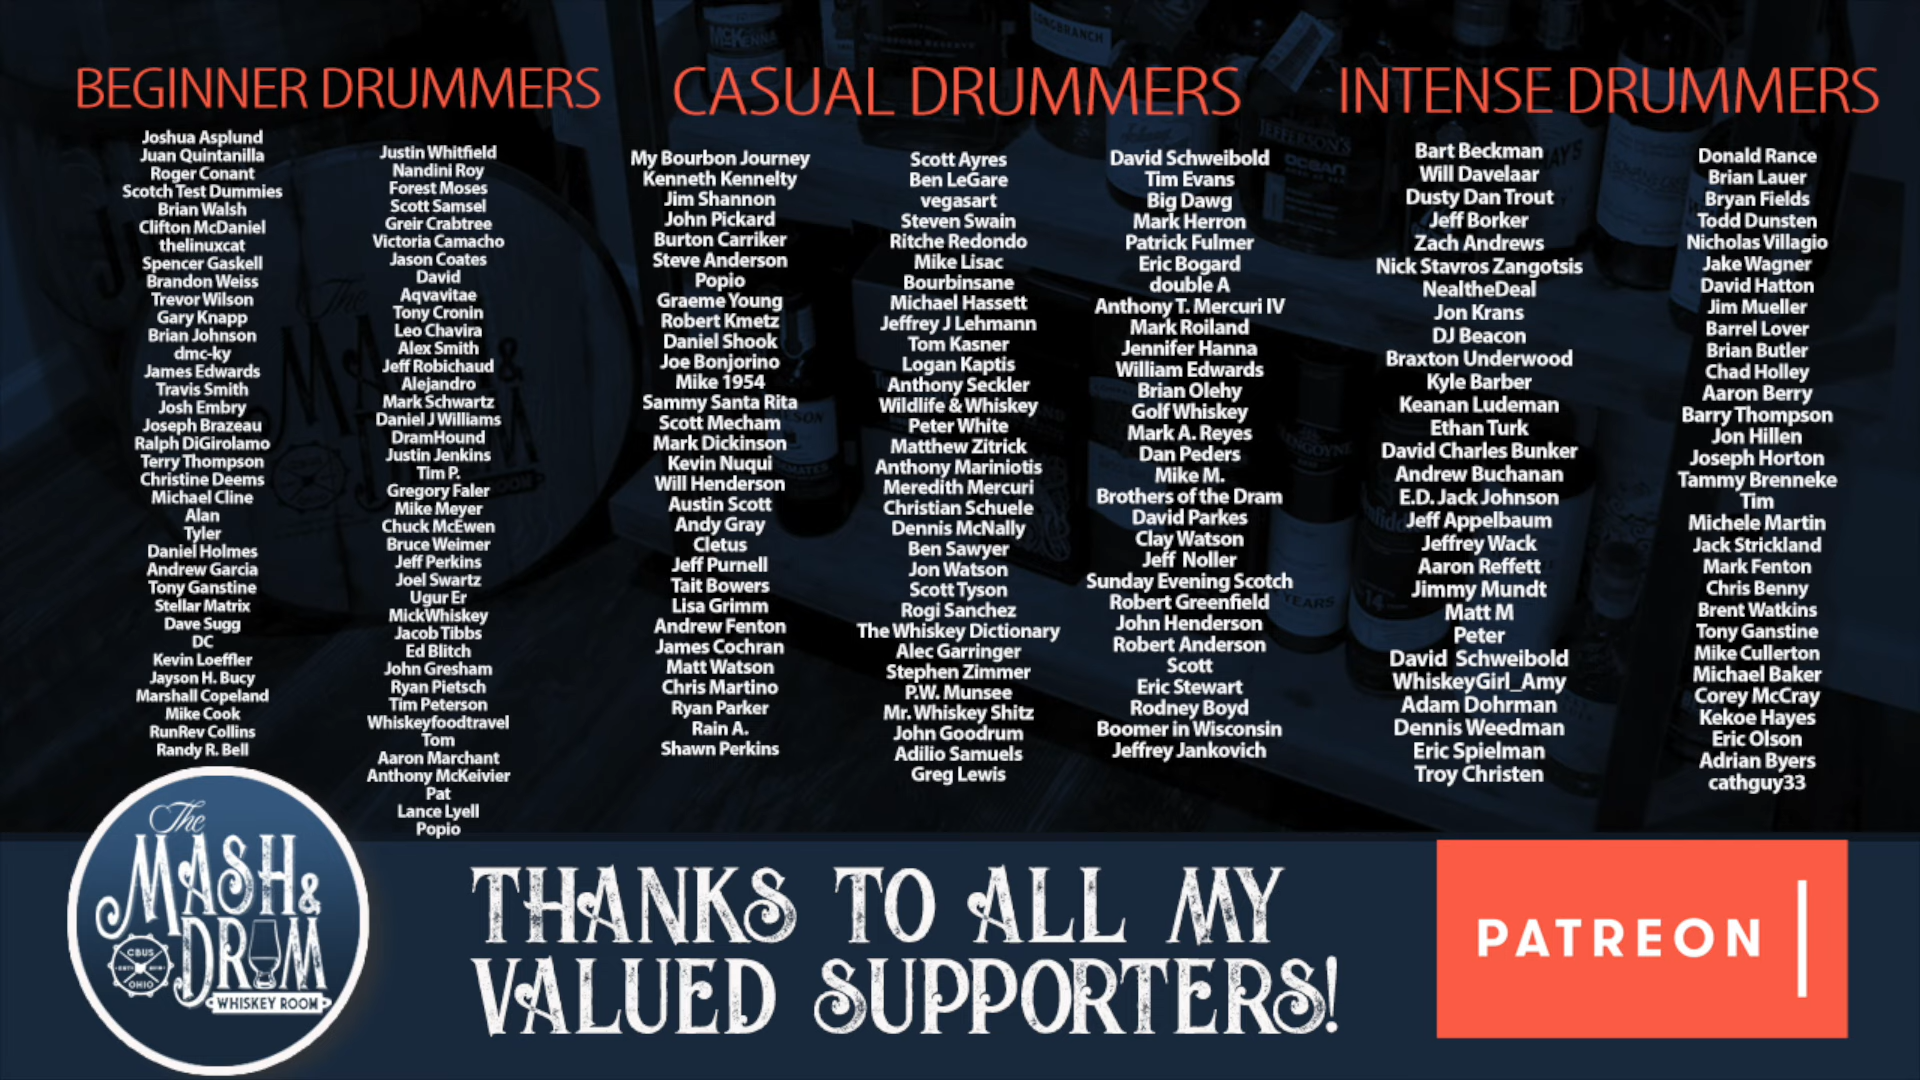 BEGINNER DRUMMERS
Joshua Asplund
Juan Quintanilla
Roger Conant
Scotch Test Dummies
Brian Walsh
Clifton McDaniel
thelinuxcat
Spencer Gaskell
Brandon Weiss
Trevor Wilson
Gary Knapp
Brian Johnson
dmc-ky
James Edwards
Travis Smith
Josh Embry
Joseph Brazeau
Ralph DiGirolamo
Terry Thompson
Christine Deems
Michael Cline
Alan
Tyler
Daniel Holmes
Andrew Garcia
Tony Ganstine
Stellar Matrix
Dave Sugg
DC
Kevin Loeffler
Jayson H. Bucy
Marshall Copeland
Mike Cook
RunRev Collins
Randy R. Bell
Justin Whitfield
Nandini Roy
Forest Moses
Scott Samsel
Greir Crabtree
Victoria Camacho
Jason Coates
David
Aqvavitae
Tony Cronin
Leo Chavira
Alex Smith
Jeff Robichaud
Alejandro
Mark Schwartz
Daniel J Williams
DramHound
Justin Jenkins
Tim P.
Gregory Faler
Mike Meyer
Chuck McEwen
Bruce Weimer
Jeff Perkins
Joel Swartz
Ugur Er
MickWhiskey
Jacob Tibbs
Ed Blitch
John Gresham
Ryan Pietsch
Tim Peterson
Whiskeyfoodtravel
Tom
Aaron Marchant
Anthony McKeivier
Pat
Lance Lyell
Popio
CASUAL DRUMMERS
My Bourbon Journey
Kenneth Kennelty
Jim Shannon
John Pickard
Burton Carriker
Steve Anderson
Popio
Graeme Young
Robert Kmetz
Daniel Shook
Joe Bonjorino
Mike 1954
Sammy Santa Rita
Scott Mecham
Mark Dickinson
Kevin Nuqui
Will Henderson
Austin Scott
Andy Gray
Cletus
Jeff Purnell
Tait Bowers
Lisa Grimm
Andrew Fenton
James Cochran
Matt Watson
Chris Martino
Ryan Parker
Rain A.
Shawn Perkins
Scott Ayres
Ben LeGare
vegasart
Steven Swain
Ritche Redondo
Mike Lisac
Bourbinsane
Michael Hassett
Jeffrey J Lehmann
Tom Kasner
Logan Kaptis
Anthony Seckler
Wildlife & Whiskey
Peter White
Matthew Zitrick
Anthony Mariniotis
Meredith Mercuri
Christian Schuele
Dennis McNally
Ben Sawyer
Jon Watson
Scott Tyson
Rogi Sanchez
The Whiskey Dictionary
Alec Garringer
Stephen Zimmer
P.W. Munsee
Mr. Whiskey Shitz
John Goodrum
Adilio Samuels
Greg Lewis
David Schweibold
Tim Evans
Big Dawg
Mark Herron
Patrick Fulmer
Eric Bogard
double A
Anthony T. Mercuri IV
Mark Roiland
Jennifer Hanna
William Edwards
Brian Olehy
Golf Whiskey
Mark A. Reyes
Dan Peders
Mike M.
Brothers of the Dram
David Parkes
Clay Watson
Jeff Noller
Sunday Evening Scotch
Robert Greenfield
John Henderson
Robert Anderson
Scott
Eric Stewart
Rodney Boyd
Boomer in Wisconsin
Jeffrey Jankovich
INTENSE DRUMMERS
Bart Beckman
Will Davelaar
Dusty Dan Trout
Jeff Borker
Zach Andrews
Nick Stavros Zangotsis
NealtheDeal
Jon Krans
DJ Beacon
Braxton Underwood
Kyle Barber
Keanan Ludeman
Ethan Turk
David Charles Bunker
Andrew Buchanan
E.D. Jack Johnson
Jeff Appelbaum
Jeffrey Wack
Aaron Reffett
Jimmy Mundt
Matt M
Peter
David Schweibold
WhiskeyGirl_Amy
Adam Dohrman
Dennis Weedman
Eric Spielman
Troy Christen
Donald Rance
Brian Lauer
Bryan Fields
Todd Dunsten
Nicholas Villagio
Jake Wagner
David Hatton
Jim Mueller
Barrel Lover
Brian Butler
Chad Holley
Aaron Berry
Barry Thompson
Jon Hillen
Joseph Horton
Tammy Brenneke
Tim
Michele Martin
Jack Strickland
Mark Fenton
Chris Benny
Brent Watkins
Tony Ganstine
Mike Cullerton
Michael Baker
Corey McCray
Kekoe Hayes
Eric Olson
Adrian Byers
cathguy33
The
MASH &
DRUM
CBUS
OHIO
WHISKEY ROOM
THANKS TO ALL MY
VALUED SUPPORTERS!
PATREON
LONGBRANCH
McKENNA
JEFFERSON'S
OCEAN